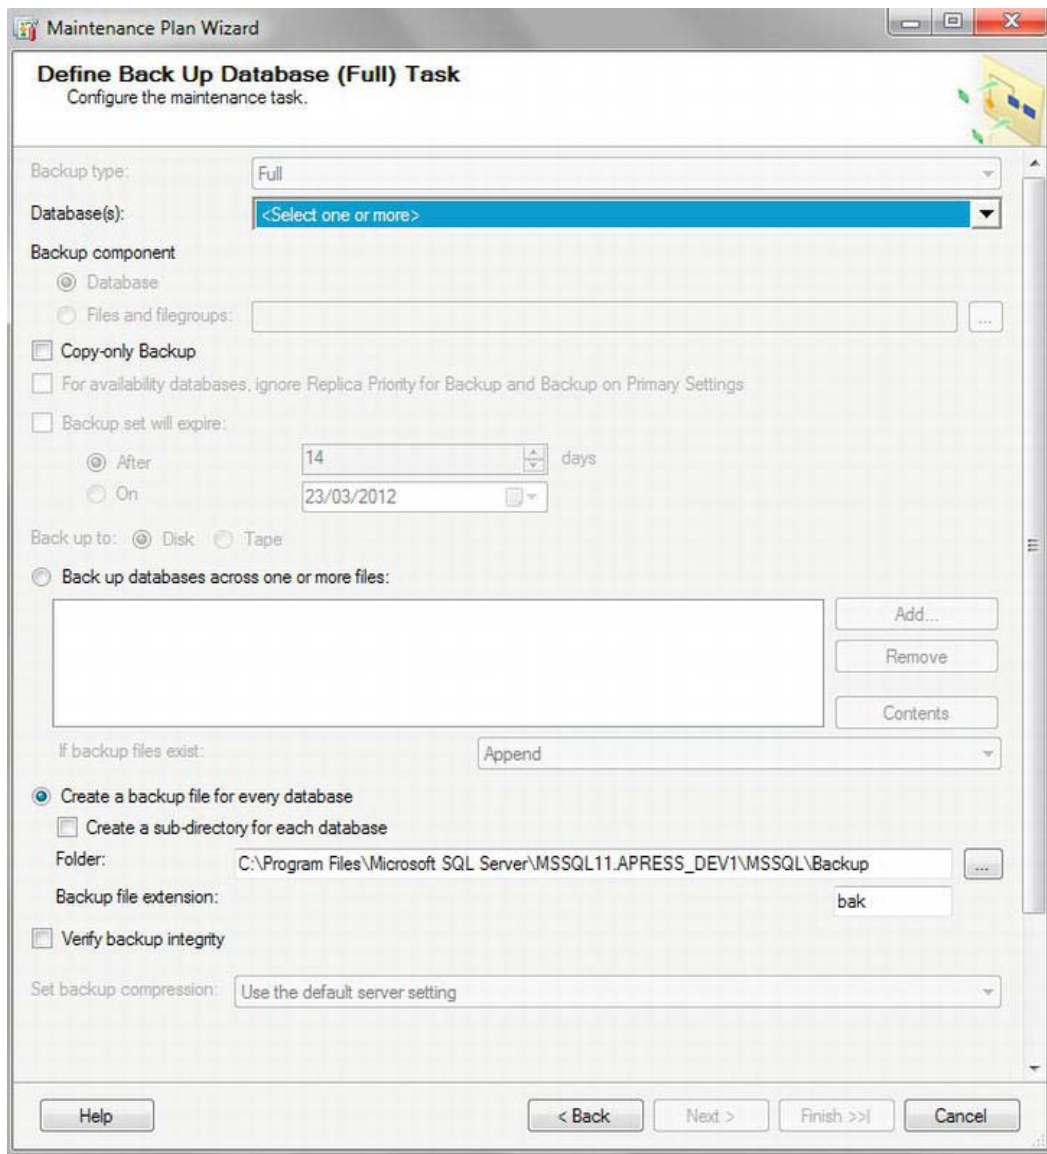 Maintenance Plan Wizard
Define Back Up Database (Full) Task
Configure the maintenance task.
Backup type: Full
Database(s): <Select one or more>
Backup component
Database
Files and filegroups: ...
Copy-only Backup
For availability databases, ignore Replica Priority for Backup and Backup on Primary Settings
Backup set will expire:
After 14 days
On 23/03/2012
Back up to: Disk Tape
Back up databases across one or more files:
Add...
Remove
Contents
If backup files exist: Append
Create a backup file for every database
Create a sub-directory for each database
Folder: C:\Program Files\Microsoft SQL Server\MSSQL11.APRESS_DEV1\MSSQL\Backup ...
Backup file extension: bak
Verify backup integrity
Set backup compression: Use the default server setting
Help < Back Next > Finish >>| Cancel